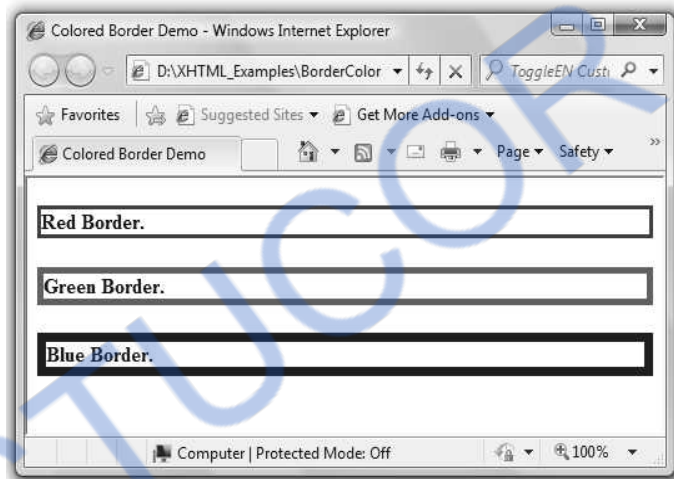 Colored Border Demo - Windows Internet Explorer
D:\XHTML_Examples\BorderColor
ToggleEN Cust
Favorites
Suggested Sites
Get More Add-ons
Colored Border Demo
Page
Safety
Red Border.
Green Border.
Blue Border.
Computer | Protected Mode: Off
100%
TUCOR